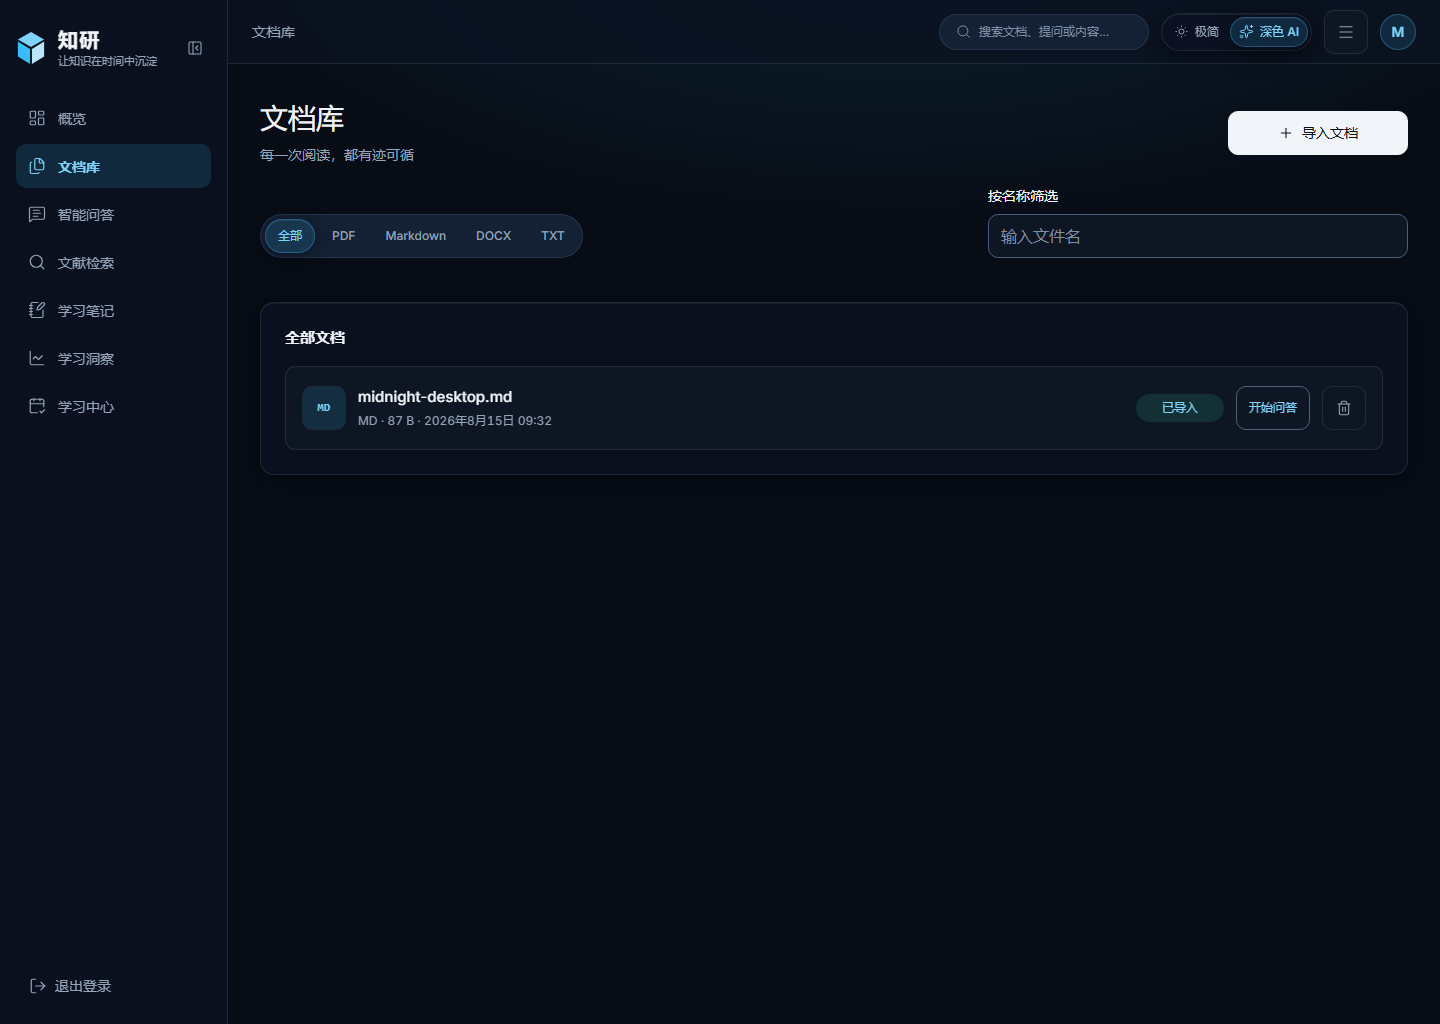 知研
让知识在时间中沉淀
概览
文档库
智能问答
文献检索
学习笔记
学习洞察
学习中心
退出登录
文档库
搜索文档、提问或内容...
极简
深色 AI
M
文档库
每一次阅读，都有迹可循
导入文档
全部
PDF
Markdown
DOCX
TXT
按名称筛选
输入文件名
全部文档
MD
midnight-desktop.md
MD · 87 B · 2026年8月15日 09:32
已导入
开始问答